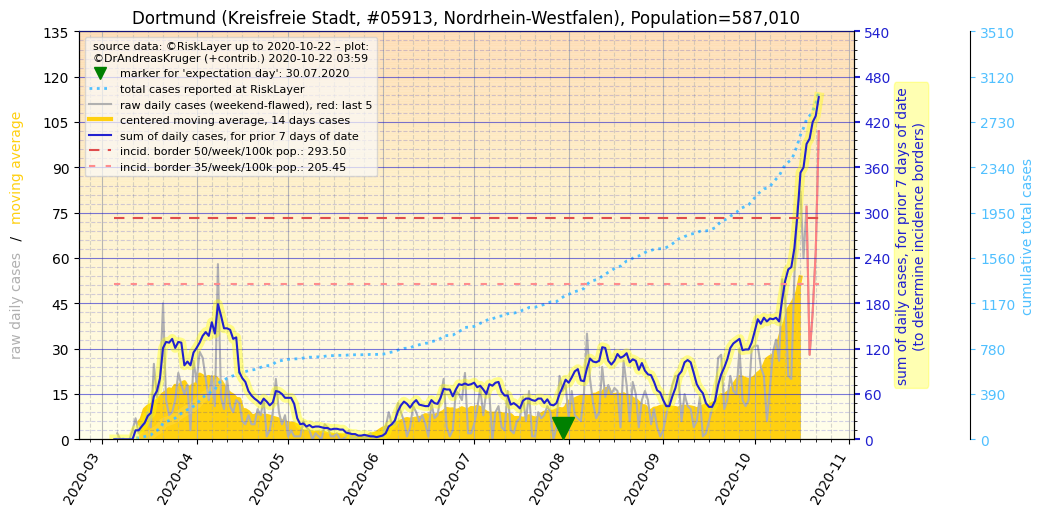 Dortmund (Kreisfreie Stadt, #05913, Nordrhein-Westfalen), Population=587,010
source data: ©RiskLayer up to 2020-10-22 – plot:
©DrAndreasKruger (+contrib.) 2020-10-22 03:59
marker for 'expectation day': 30.07.2020
total cases reported at RiskLayer
raw daily cases (weekend-flawed), red: last 5
centered moving average, 14 days cases
sum of daily cases, for prior 7 days of date
incid. border 50/week/100k pop.: 293.50
incid. border 35/week/100k pop.: 205.45
raw daily cases / moving average
135
120
105
90
75
60
45
30
15
0
540
480
420
360
300
240
180
120
60
0
sum of daily cases, for prior 7 days of date
(to determine incidence borders)
3510
3120
2730
2340
1950
1560
1170
780
390
0
cumulative total cases
2020-03
2020-04
2020-05
2020-06
2020-07
2020-08
2020-09
2020-10
2020-11